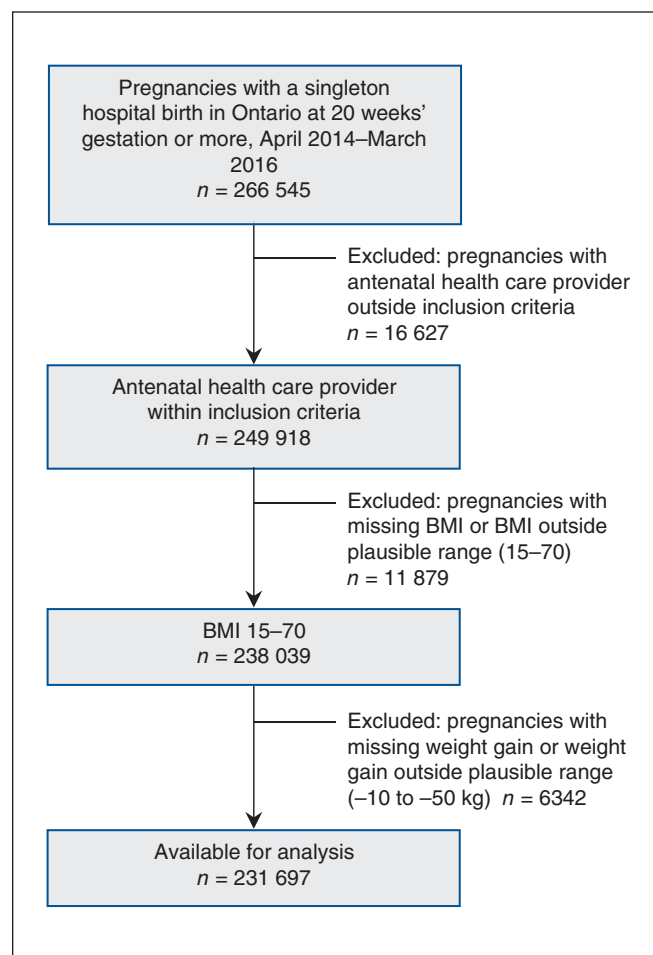 Pregnancies with a singleton
hospital birth in Ontario at 20 weeks'
gestation or more, April 2014–March
2016
n = 266 545
Excluded: pregnancies with
antenatal health care provider
outside inclusion criteria
n = 16 627
Antenatal health care provider
within inclusion criteria
n = 249 918
Excluded: pregnancies with
missing BMI or BMI outside
plausible range (15–70)
n = 11 879
BMI 15–70
n = 238 039
Excluded: pregnancies with
missing weight gain or weight
gain outside plausible range
(–10 to –50 kg) n = 6342
Available for analysis
n = 231 697